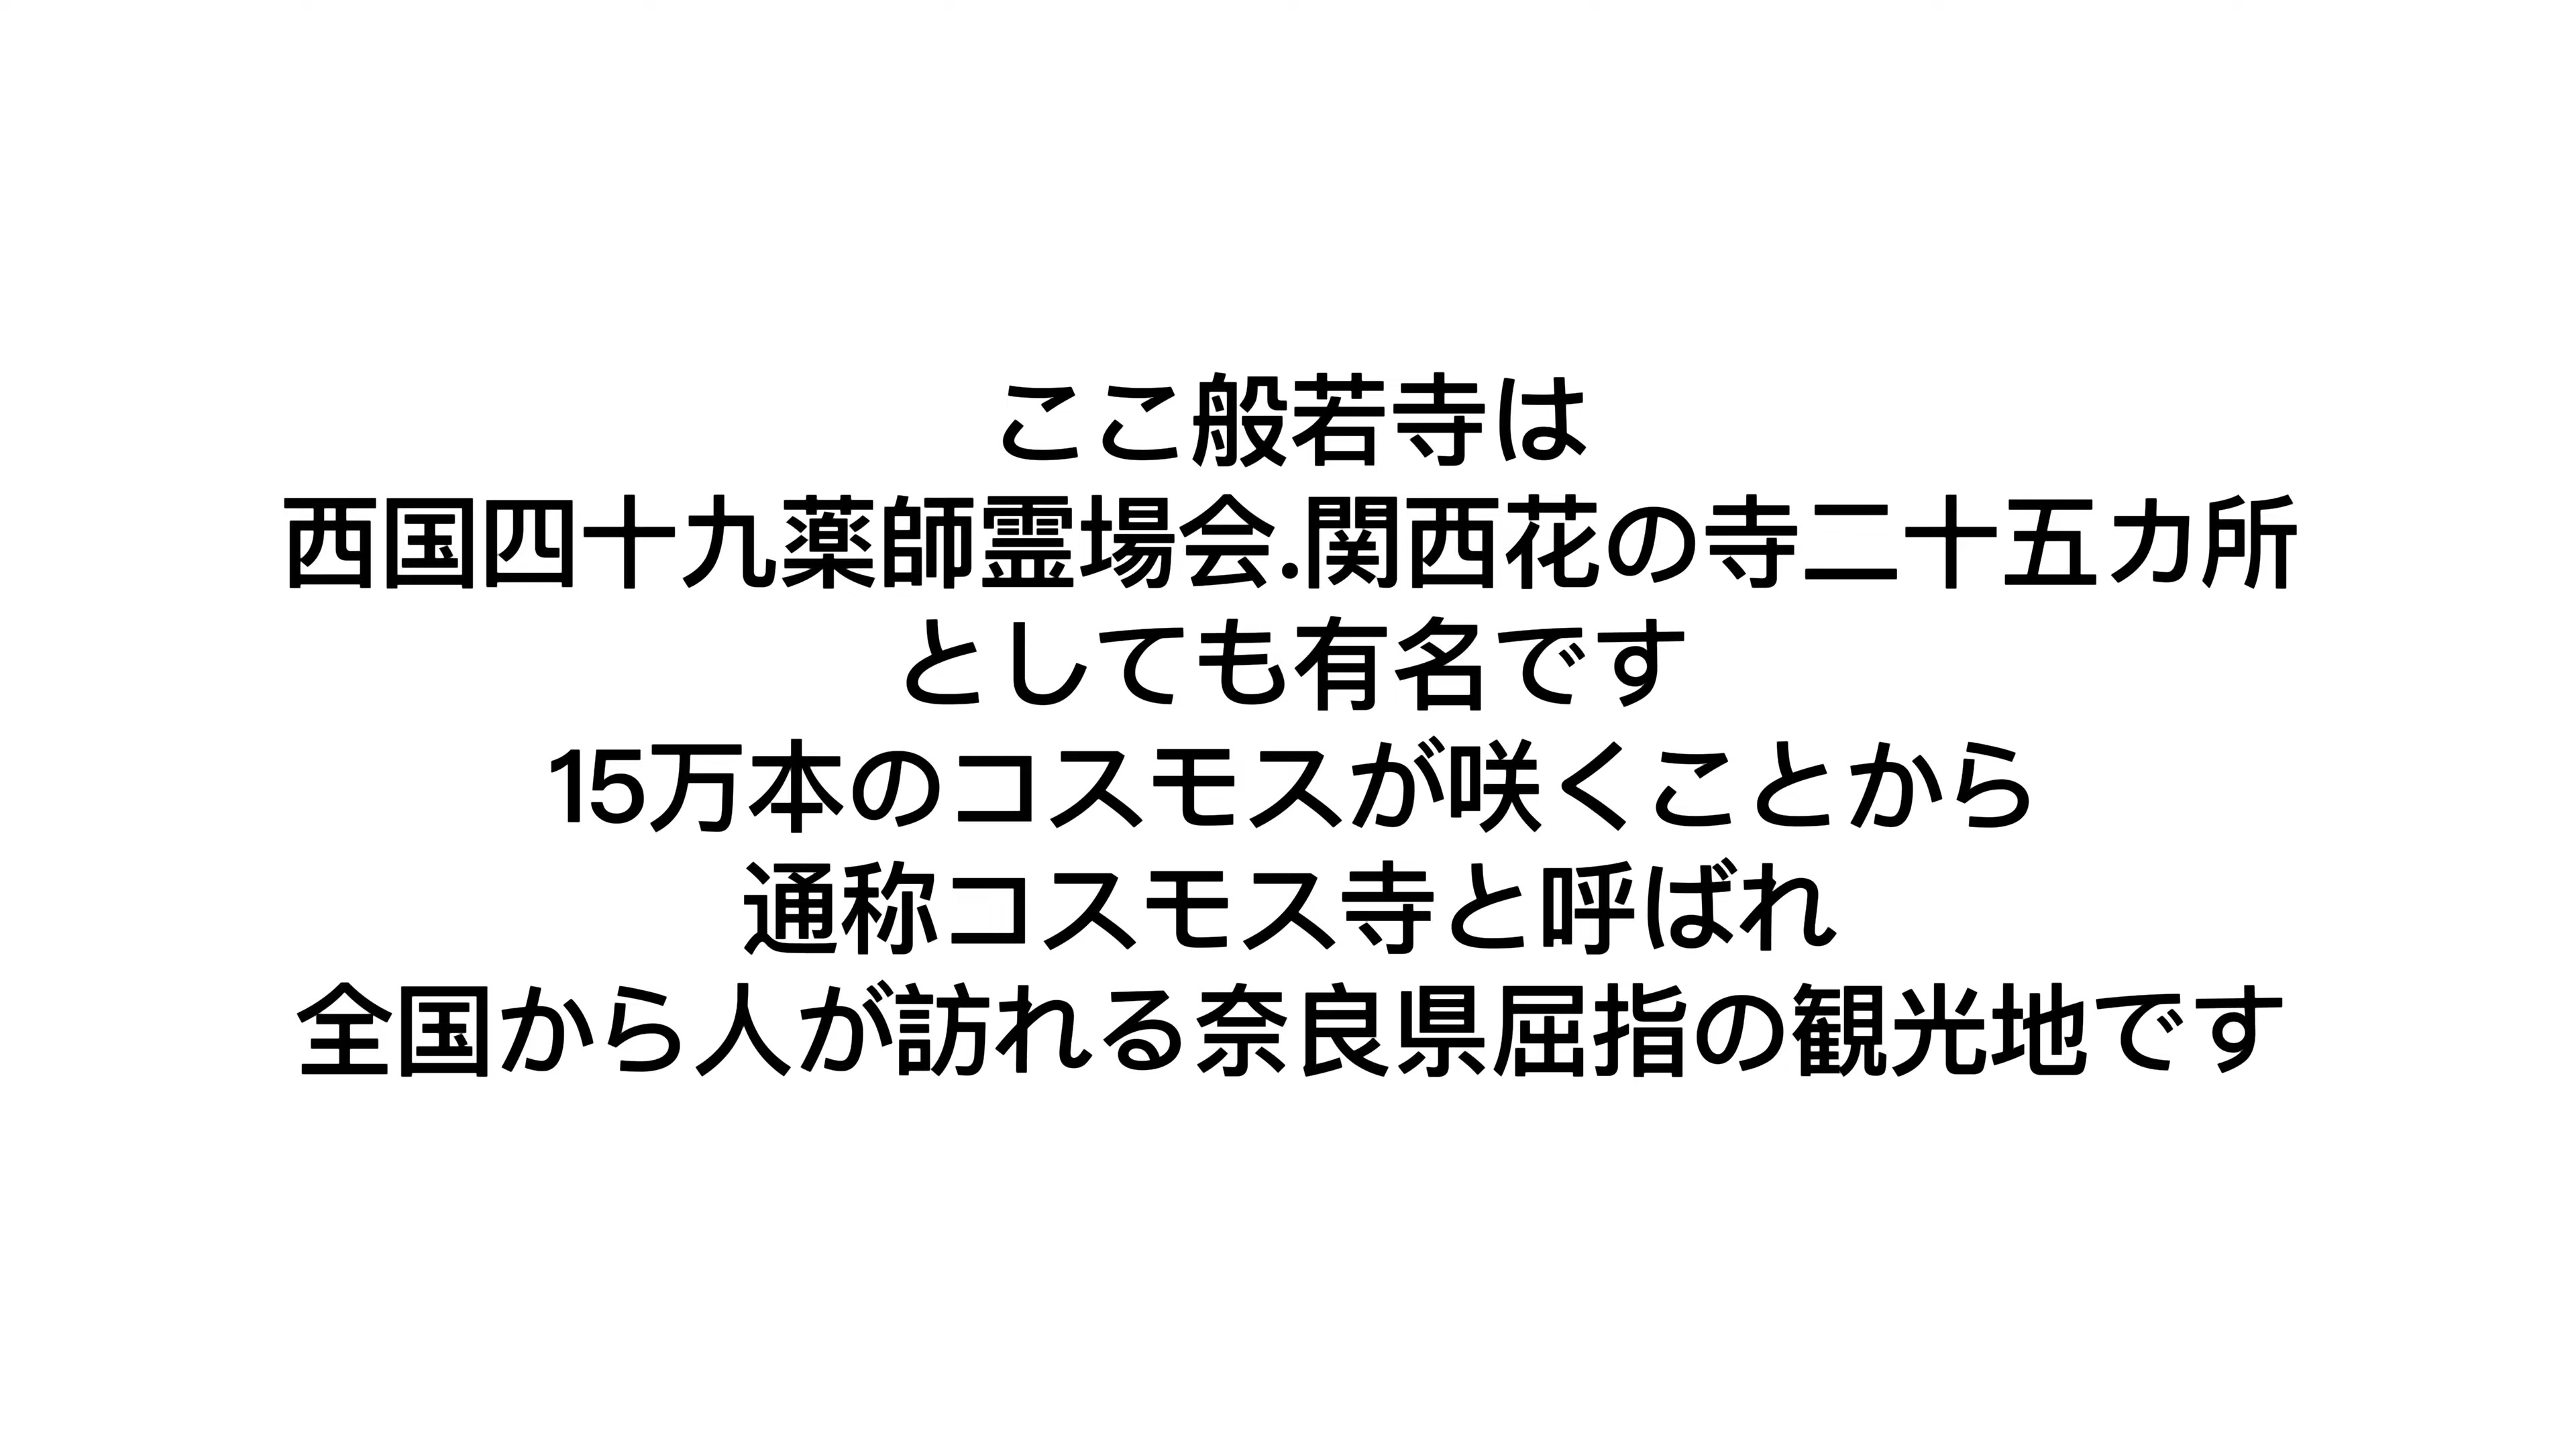 ここ般若寺は
西国四十九薬師霊場会.関西花の寺二十五カ所
としても有名です
15万本のコスモスが咲くことから
通称コスモス寺と呼ばれ
全国から人が訪れる奈良県屈指の観光地です